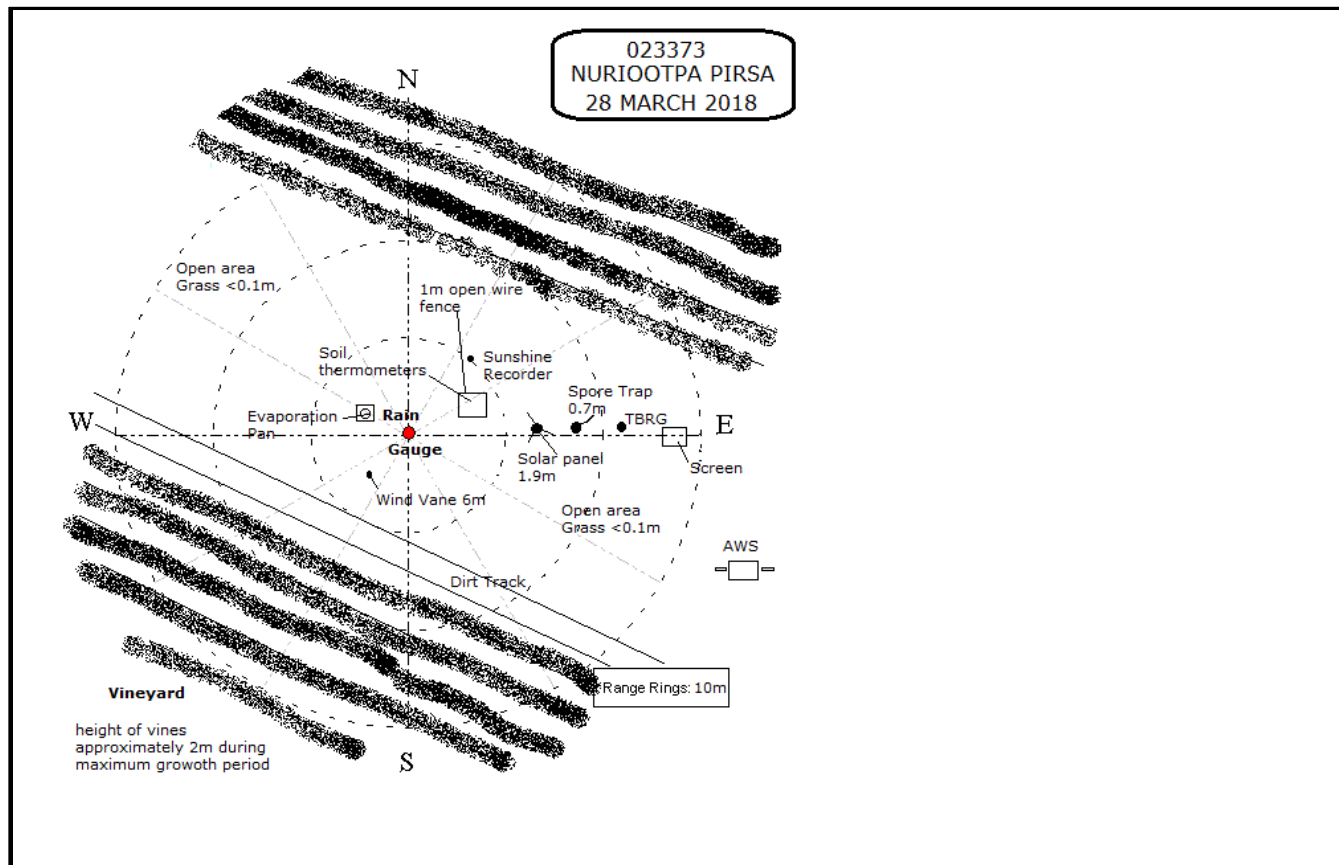 023373
NURIOOTPA PIRSA
28 MARCH 2018
N
Open area
Grass <0.1m
1m open wire
fence
Soil
thermometers
Sunshine
Recorder
Spore Trap
0.7m
TBRG
W
Evaporation
Pan
Rain
Gauge
E
Solar panel
1.9m
Screen
Wind Vane 6m
Open area
Grass <0.1m
AWS
Dirt Track
Range Rings: 10m
Vineyard
height of vines
approximately 2m during
maximum growoth period
S